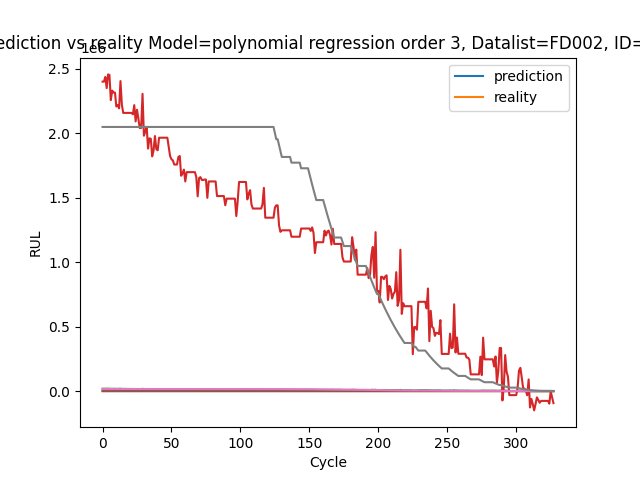 ediction vs reality Model=polynomial regression order 3, Datalist=FD002, ID=
1e6
2.5
2.0
1.5
1.0
0.5
0.0
RUL
prediction
reality
0 50 100 150 200 250 300
Cycle